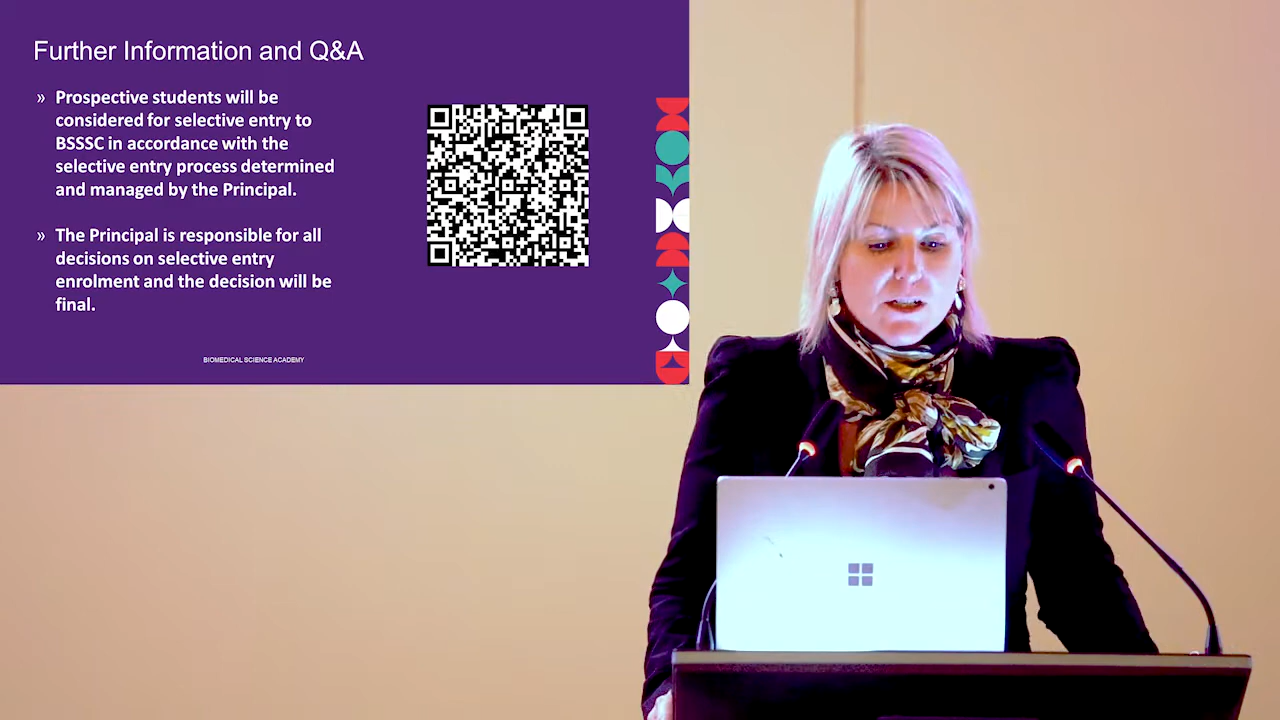 Further Information and Q&A
» Prospective students will be
considered for selective entry to
BSSSC in accordance with the
selective entry process determined
and managed by the Principal.
» The Principal is responsible for all
decisions on selective entry
enrolment and the decision will be
final.
BIOMEDICAL SCIENCE ACADEMY